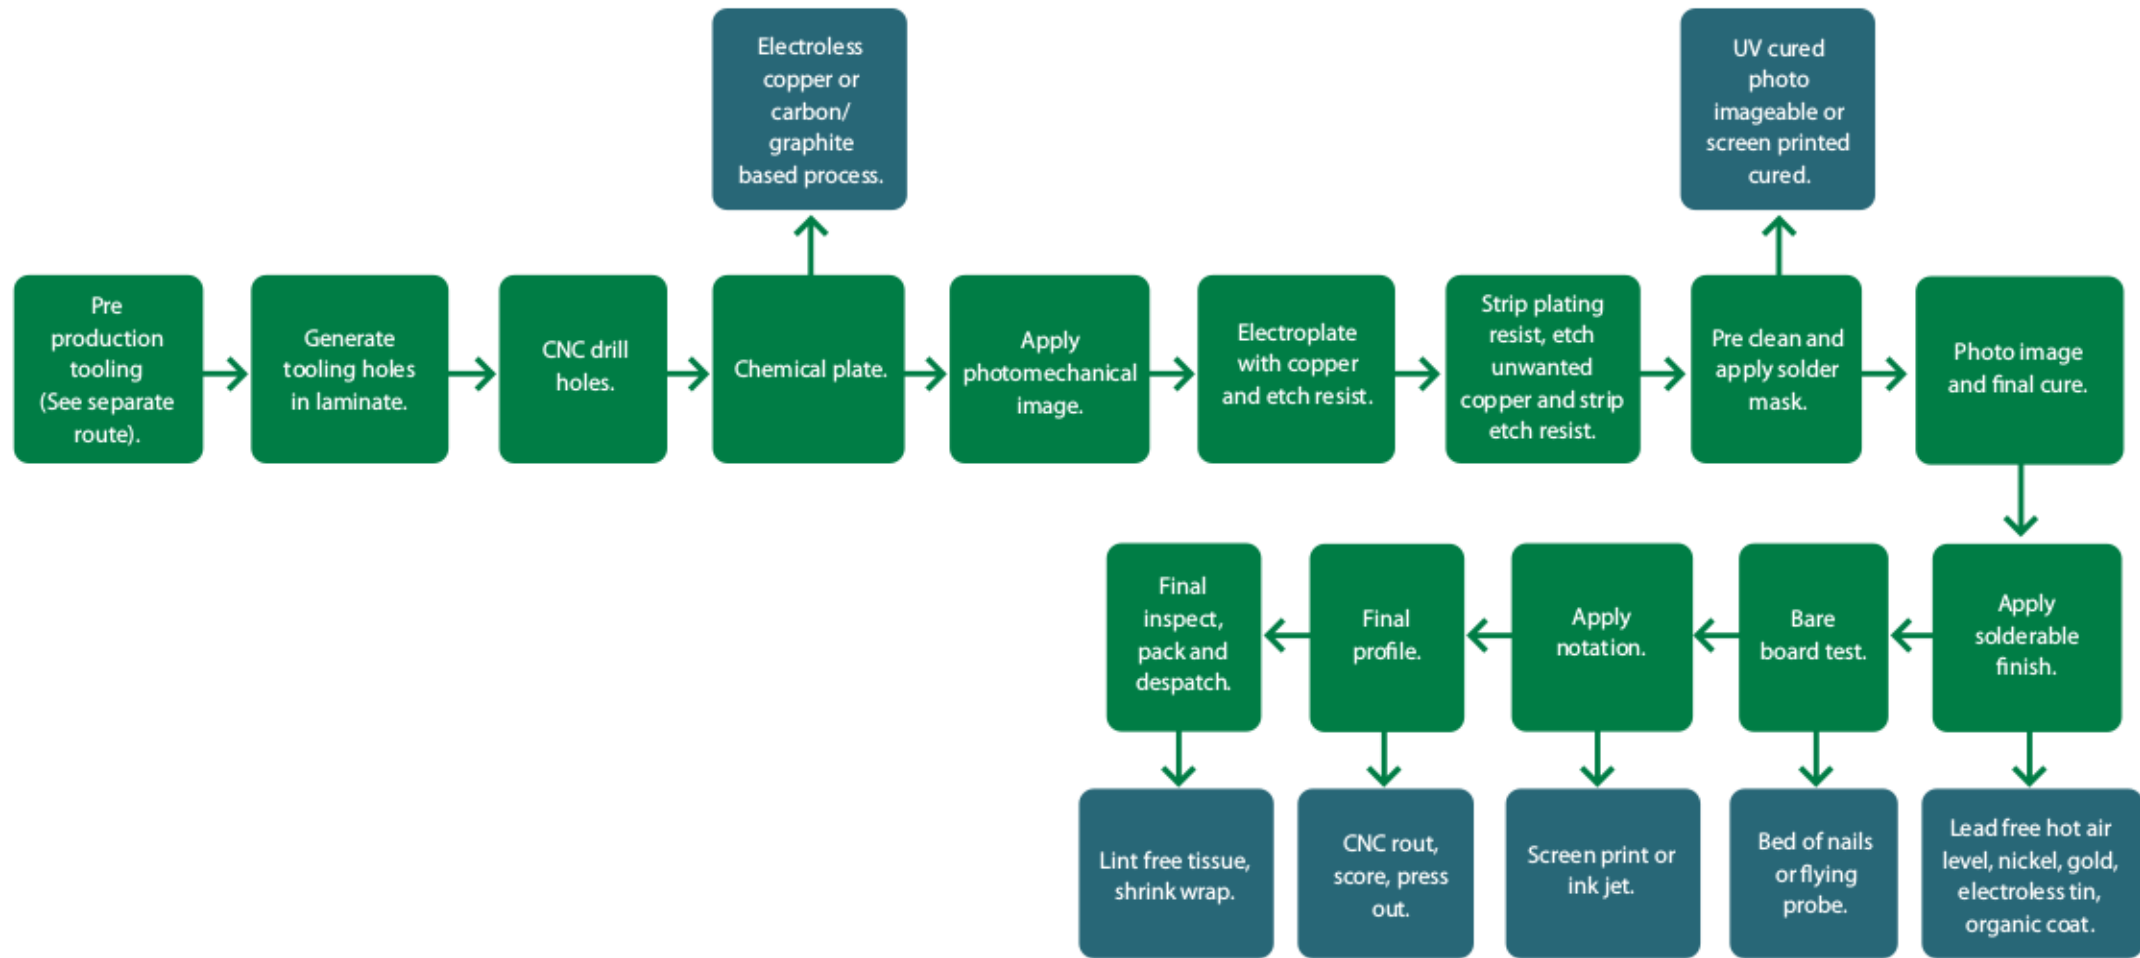 Electroless
copper or
carbon/
graphite
based process.
UV cured
photo
imageable or
screen printed
cured.
Pre
production
tooling
(See separate
route).
Generate
tooling holes
in laminate.
CNC drill
holes.
Chemical plate.
Apply
photomechanical
image.
Electroplate
with copper
and etch resist.
Strip plating
resist, etch
unwanted
copper and strip
etch resist.
Pre clean and
apply solder
mask.
Photo image
and final cure.
Final
inspect,
pack and
despatch.
Final
profile.
Apply
notation.
Bare
board test.
Apply
solderable
finish.
Lint free tissue,
shrink wrap.
CNC rout,
score, press
out.
Screen print or
ink jet.
Bed of nails
or flying
probe.
Lead free hot air
level, nickel, gold,
electroless tin,
organic coat.